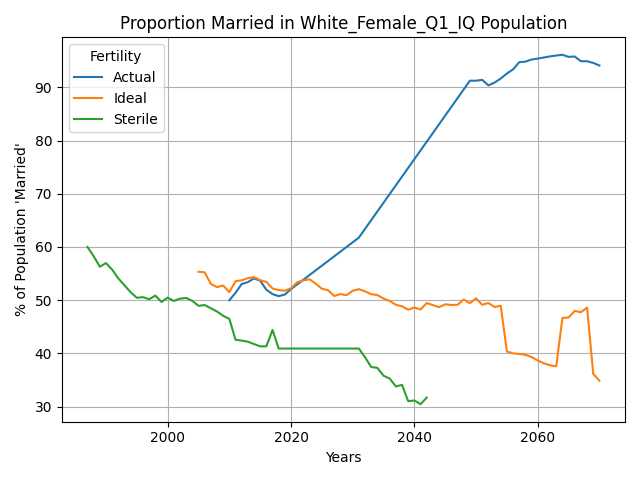 Proportion Married in White_Female_Q1_IQ Population
Fertility
Actual
Ideal
Sterile
% of Population 'Married'
90
80
70
60
50
40
30
2000
2020
2040
2060
Years